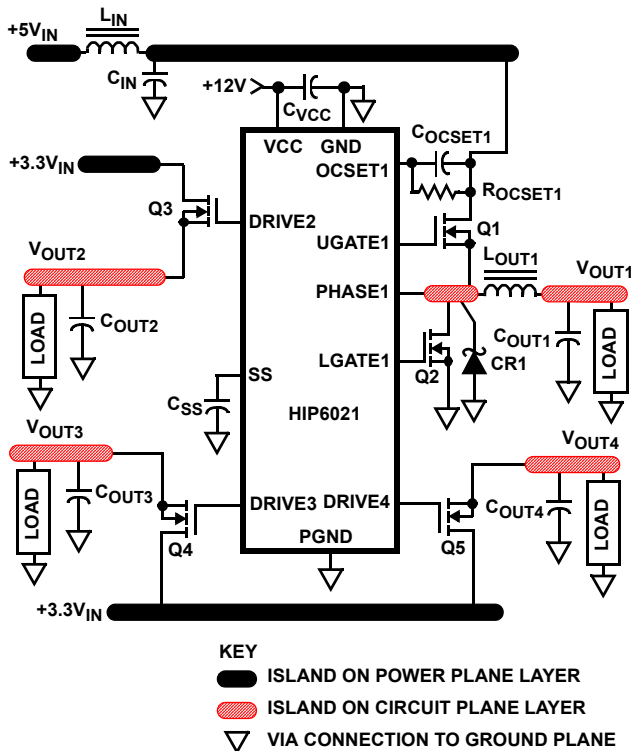 +5VIN
LIN
CIN
+12V
CVCC
VCC
GND
COCSET1
OCSET1
ROCSET1
+3.3VIN
Q3
DRIVE2
UGATE1
Q1
VOUT2
LOUT1
VOUT1
PHASE1
LOAD
COUT2
LGATE1
Q2
CR1
COUT1
LOAD
SS
CSS
HIP6021
VOUT3
VOUT4
LOAD
COUT3
Q4
DRIVE3
DRIVE4
Q5
COUT4
LOAD
PGND
+3.3VIN
KEY
ISLAND ON POWER PLANE LAYER
ISLAND ON CIRCUIT PLANE LAYER
VIA CONNECTION TO GROUND PLANE